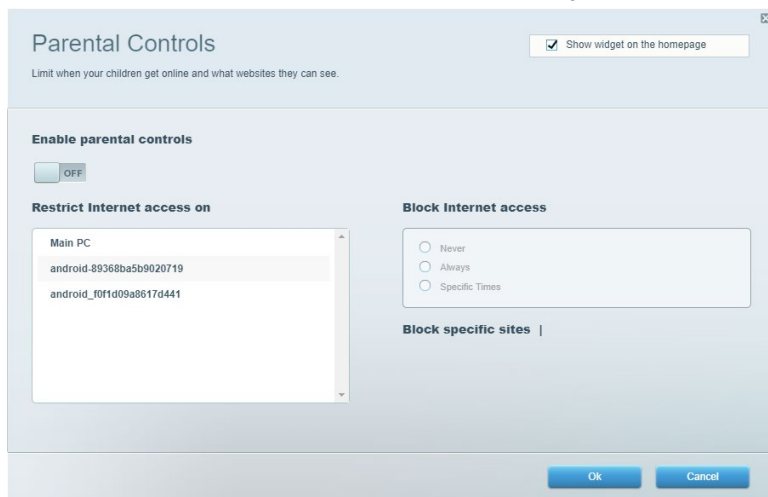 Parental Controls
Show widget on the homepage
Limit when your children get online and what websites they can see.
Enable parental controls
OFF
Restrict Internet access on
Main PC
android-89368ba5b9020719
android_f0f1d09a8617d441
Block Internet access
Never
Always
Specific Times
Block specific sites |
Ok
Cancel